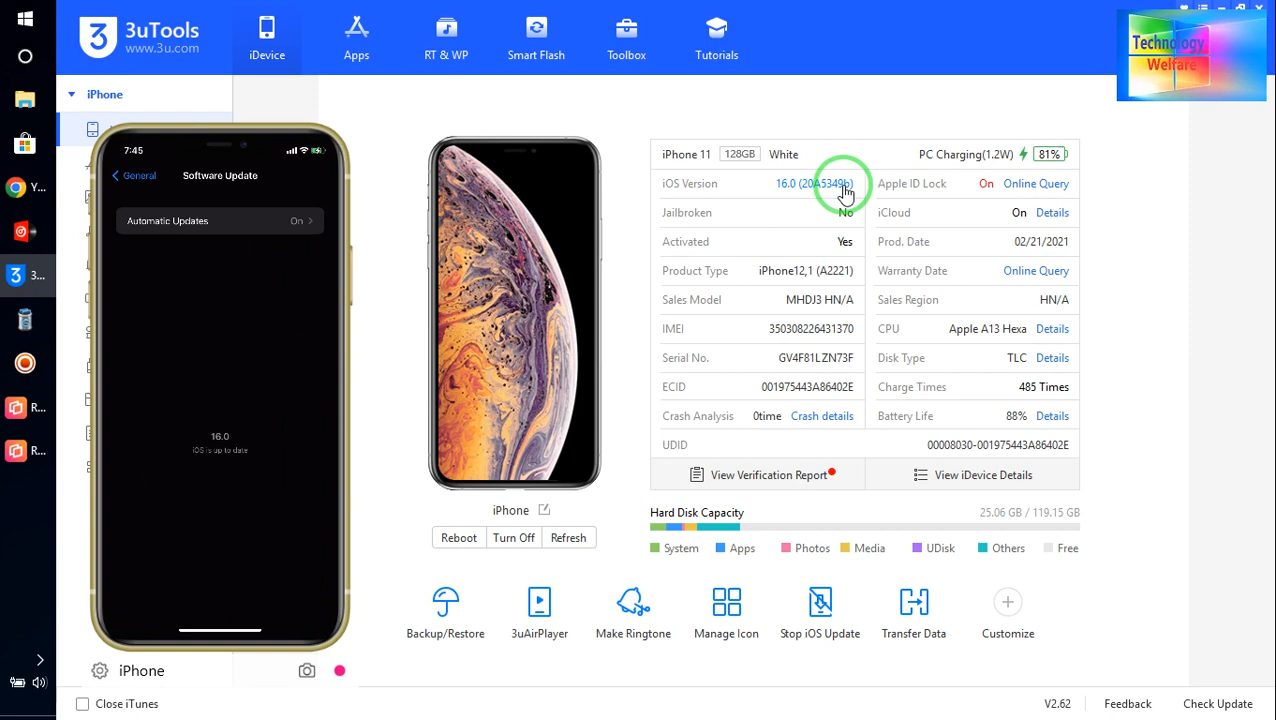 3uTools
www.3u.com
iDevice
Apps
RT & WP
Smart Flash
Toolbox
Tutorials
Technology
Welfare
iPhone
7:45
General
Software Update
Automatic Updates On
16.0
iOS is up to date
iPhone
Close iTunes
Y...
3...
R...
R...
iPhone
Reboot
Turn Off
Refresh
iPhone 11 128GB White PC Charging(1.2W) 81%
iOS Version 16.0 (20A5349b) Apple ID Lock On Online Query
Jailbroken No iCloud On Details
Activated Yes Prod. Date 02/21/2021
Product Type iPhone12,1 (A2221) Warranty Date Online Query
Sales Model MHDJ3 HN/A Sales Region HN/A
IMEI 350308226431370 CPU Apple A13 Hexa Details
Serial No. GV4F81LZN73F Disk Type TLC Details
ECID 001975443A86402E Charge Times 485 Times
Crash Analysis 0time Crash details Battery Life 88% Details
UDID 00008030-001975443A86402E
View Verification Report View iDevice Details
Hard Disk Capacity 25.06 GB / 119.15 GB
System Apps Photos Media UDisk Others Free
Backup/Restore
3uAirPlayer
Make Ringtone
Manage Icon
Stop iOS Update
Transfer Data
Customize
V2.62
Feedback
Check Update